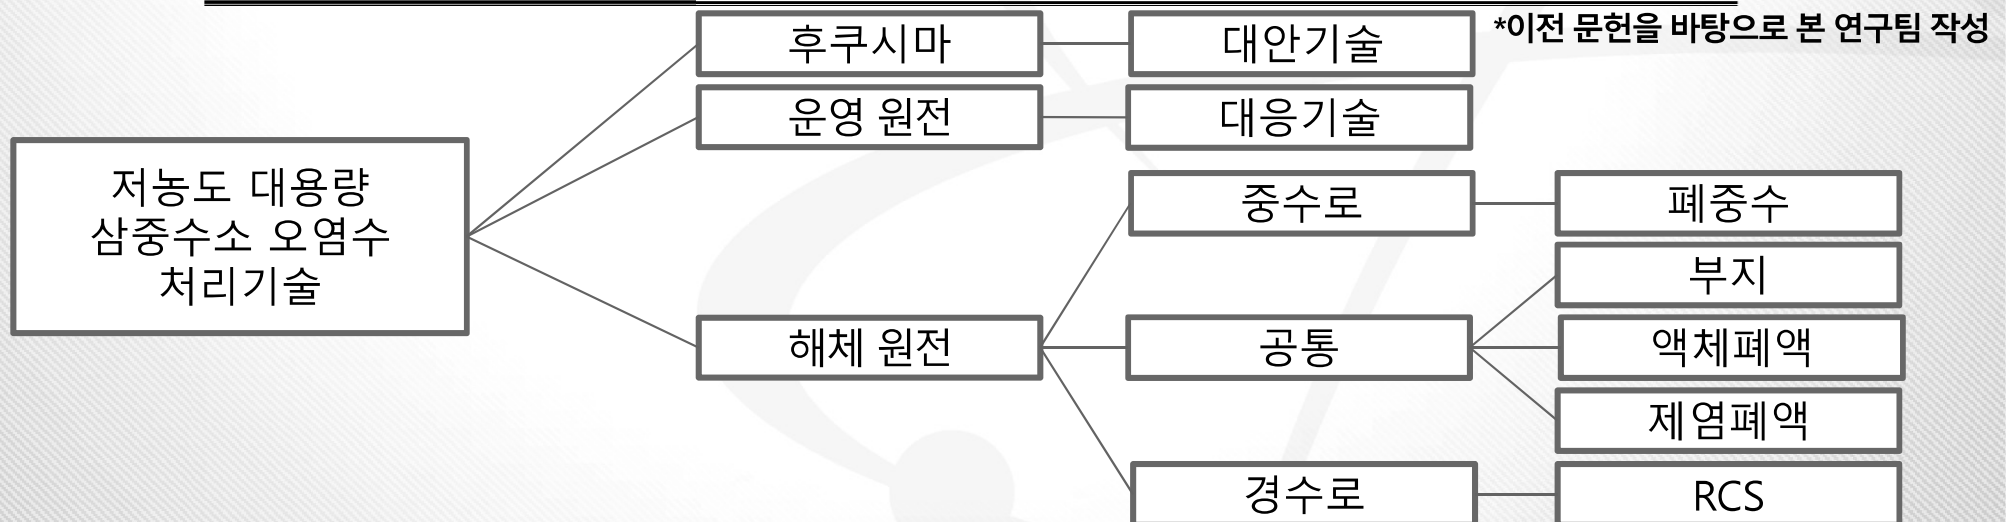 *이전 문헌을 바탕으로 본 연구팀 작성
후쿠시마
대안기술
운영 원전
대응기술
저농도 대용량
삼중수소 오염수
처리기술
중수로
폐중수
부지
해체 원전
공통
액체폐액
제염폐액
경수로
RCS